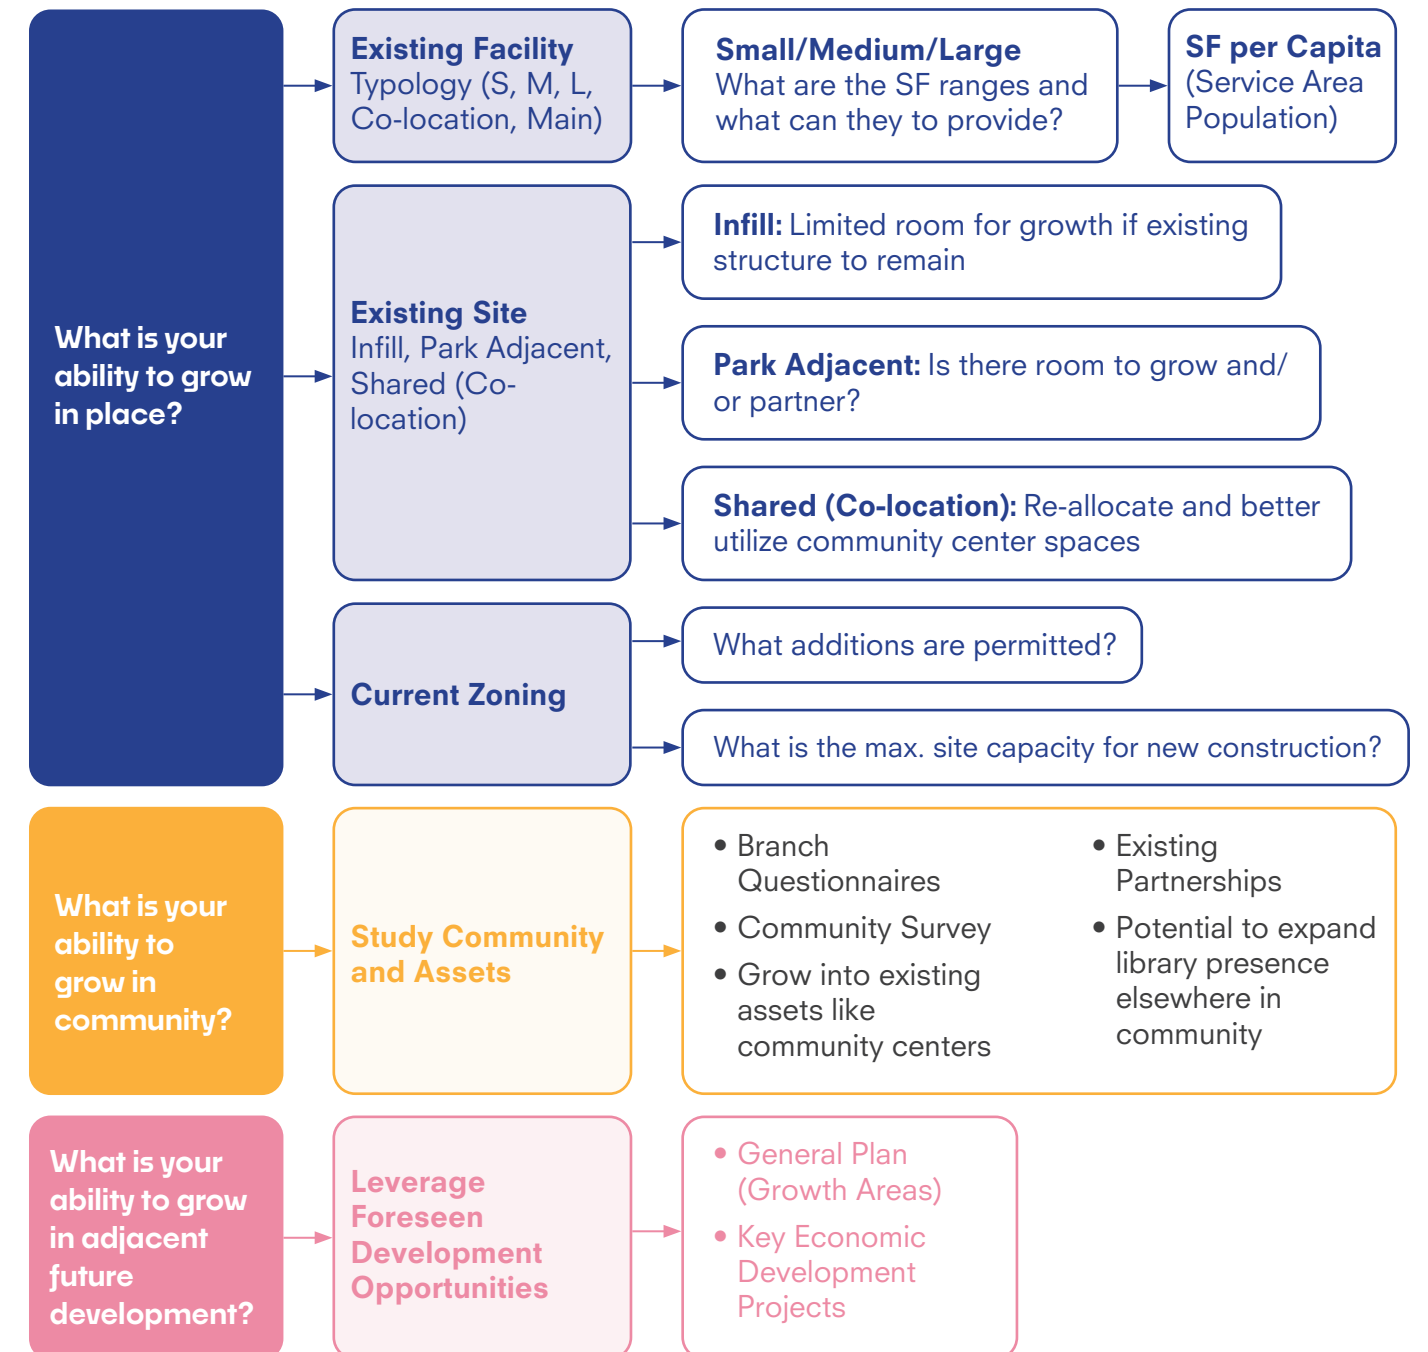 What is your
ability to grow
in place?
Existing Facility
Typology (S, M, L,
Co-location, Main)
Small/Medium/Large
What are the SF ranges and
what can they to provide?
SF per Capita
(Service Area
Population)
Existing Site
Infill, Park Adjacent,
Shared (Co-
location)
Infill: Limited room for growth if existing
structure to remain
Park Adjacent: Is there room to grow and/
or partner?
Shared (Co-location): Re-allocate and better
utilize community center spaces
Current Zoning
What additions are permitted?
What is the max. site capacity for new construction?
What is your
ability to
grow in
community?
Study Community
and Assets
• Branch
Questionnaires
• Community Survey
• Grow into existing
assets like
community centers
• Existing
Partnerships
• Potential to expand
library presence
elsewhere in
community
What is your
ability to grow
in adjacent
future
development?
Leverage
Foreseen
Development
Opportunities
• General Plan
(Growth Areas)
• Key Economic
Development
Projects